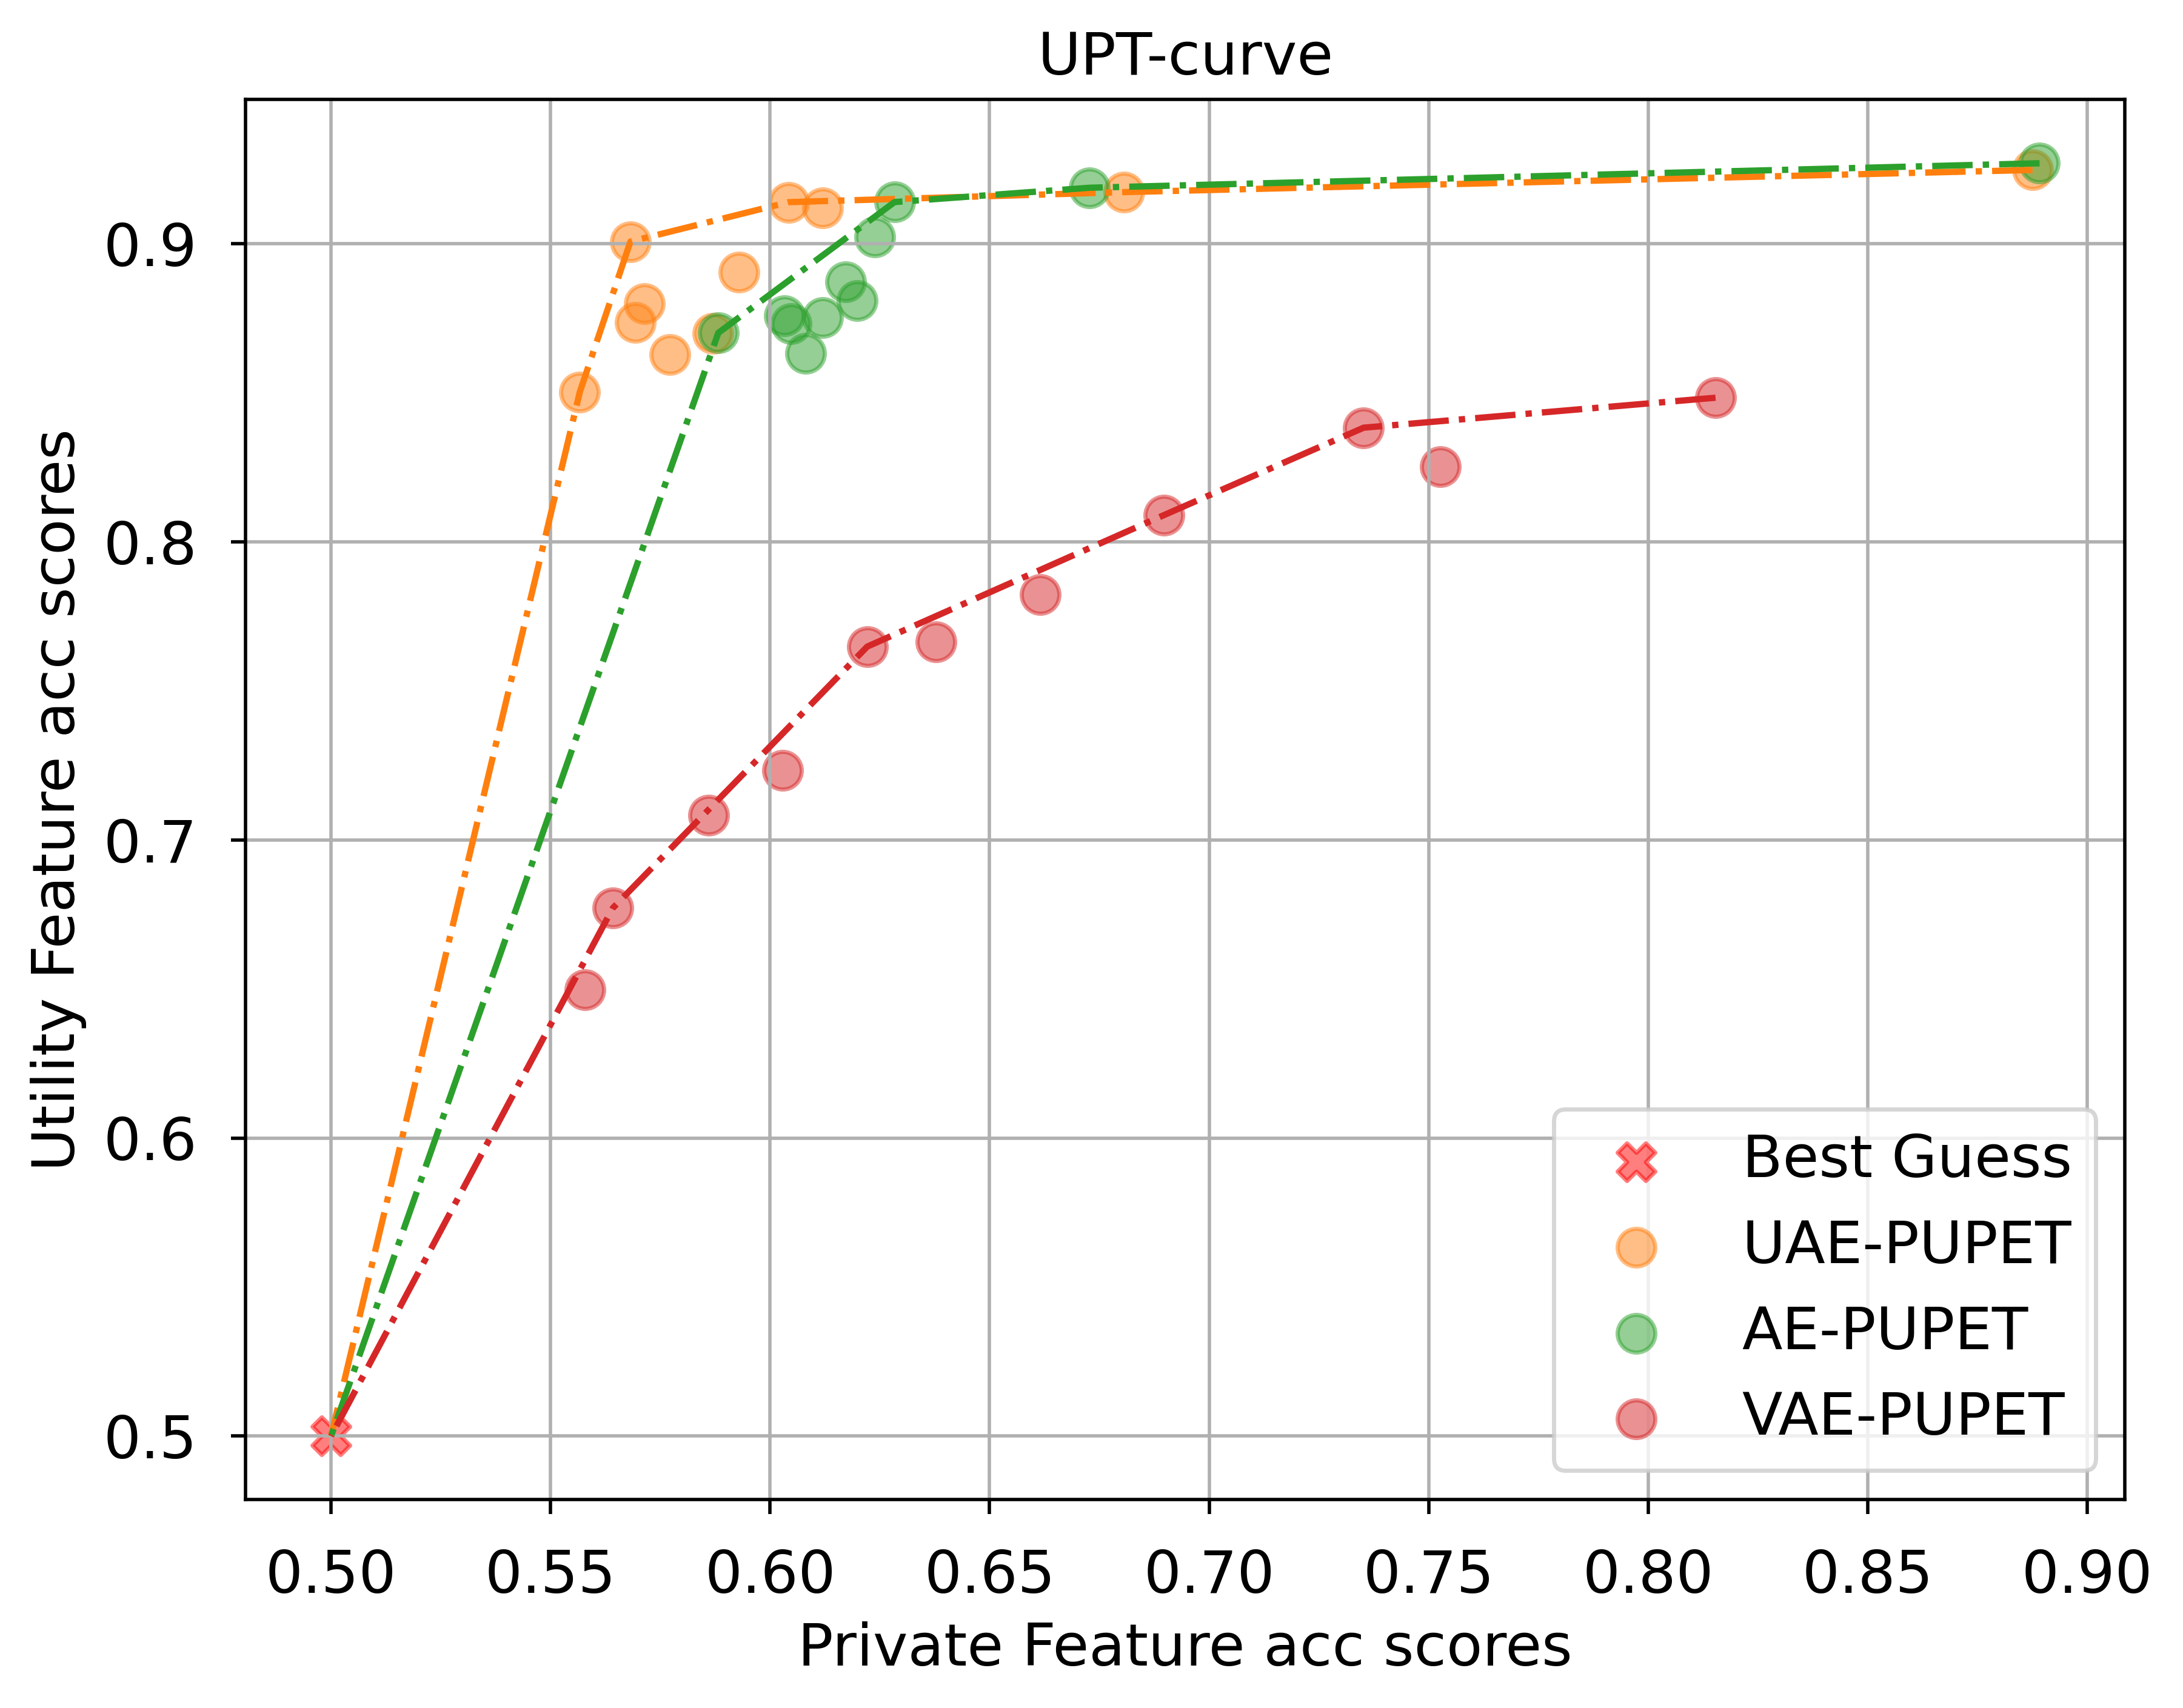 UPT-curve
Utility Feature acc scores
0.9
0.8
0.7
0.6
0.5
Best Guess
UAE-PUPET
AE-PUPET
VAE-PUPET
0.50 0.55 0.60 0.65 0.70 0.75 0.80 0.85 0.90
Private Feature acc scores